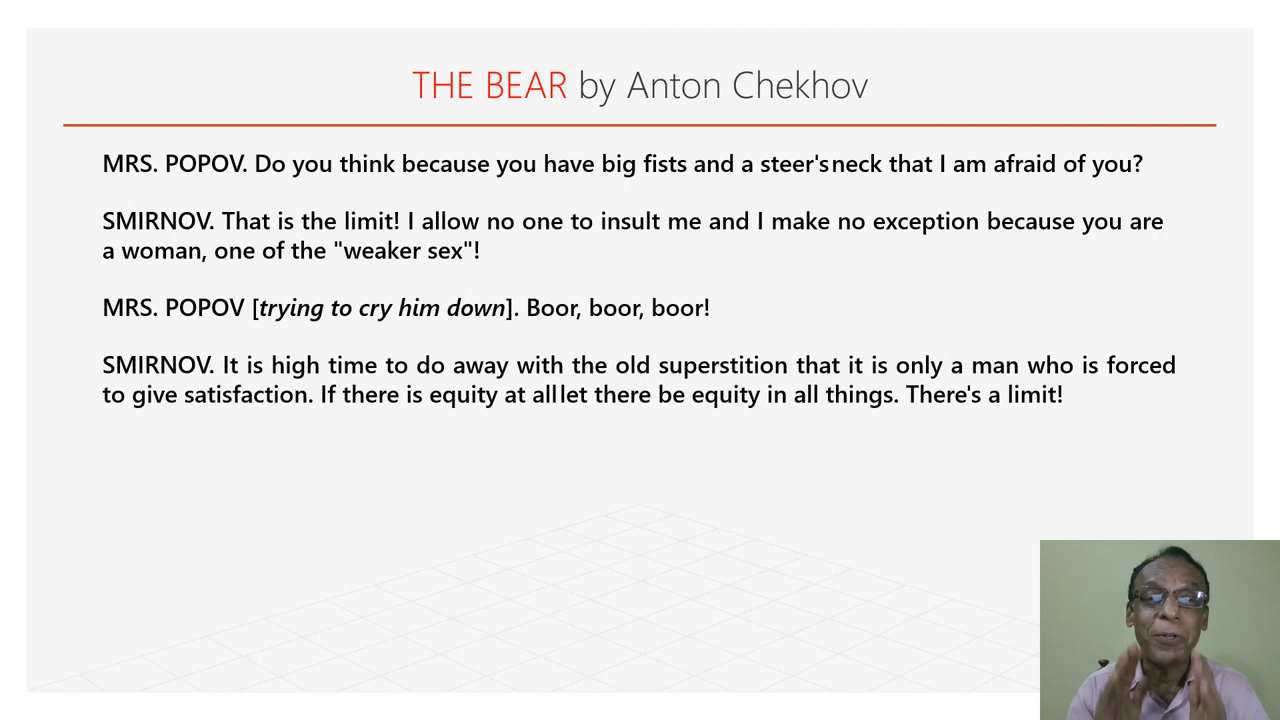 THE BEAR by Anton Chekhov
MRS. POPOV. Do you think because you have big fists and a steer's neck that I am afraid of you?
SMIRNOV. That is the limit! I allow no one to insult me and I make no exception because you are
a woman, one of the "weaker sex"!
MRS. POPOV [trying to cry him down]. Boor, boor, boor!
SMIRNOV. It is high time to do away with the old superstition that it is only a man who is forced
to give satisfaction. If there is equity at all let there be equity in all things. There's a limit!